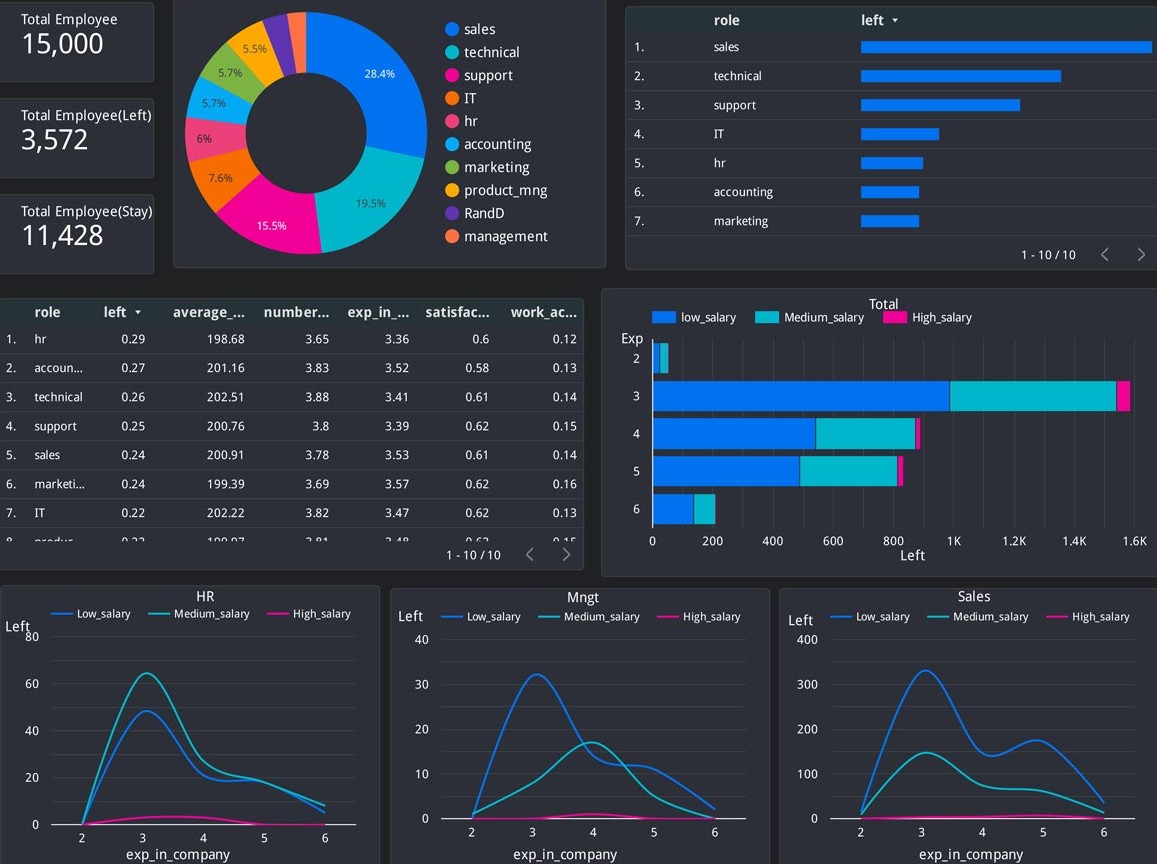 Total Employee
15,000
Total Employee(Left)
3,572
Total Employee(Stay)
11,428
28.4%
19.5%
15.5%
7.6%
6%
5.7%
5.7%
5.5%
sales
technical
support
IT
hr
accounting
marketing
product_mng
RandD
management
role left
1. sales
2. technical
3. support
4. IT
5. hr
6. accounting
7. marketing
1 - 10 / 10
role left average_... number... exp_in_... satisfac... work_ac...
1. hr 0.29 198.68 3.65 3.36 0.6 0.12
2. accoun... 0.27 201.16 3.83 3.52 0.58 0.13
3. technical 0.26 202.51 3.88 3.41 0.61 0.14
4. support 0.25 200.76 3.8 3.39 0.62 0.15
5. sales 0.24 200.91 3.78 3.53 0.61 0.14
6. marketi... 0.24 199.39 3.69 3.57 0.62 0.16
7. IT 0.22 202.22 3.82 3.47 0.62 0.13
1 - 10 / 10
Total
low_salary Medium_salary High_salary
Exp
2
3
4
5
6
0 200 400 600 800 1K 1.2K 1.4K 1.6K
Left
HR
Low_salary Medium_salary High_salary
Left
80
60
40
20
0
2 3 4 5 6
exp_in_company
Mngt
Low_salary Medium_salary High_salary
Left
40
30
20
10
0
2 3 4 5 6
exp_in_company
Sales
Low_salary Medium_salary High_salary
Left
400
300
200
100
0
2 3 4 5 6
exp_in_company